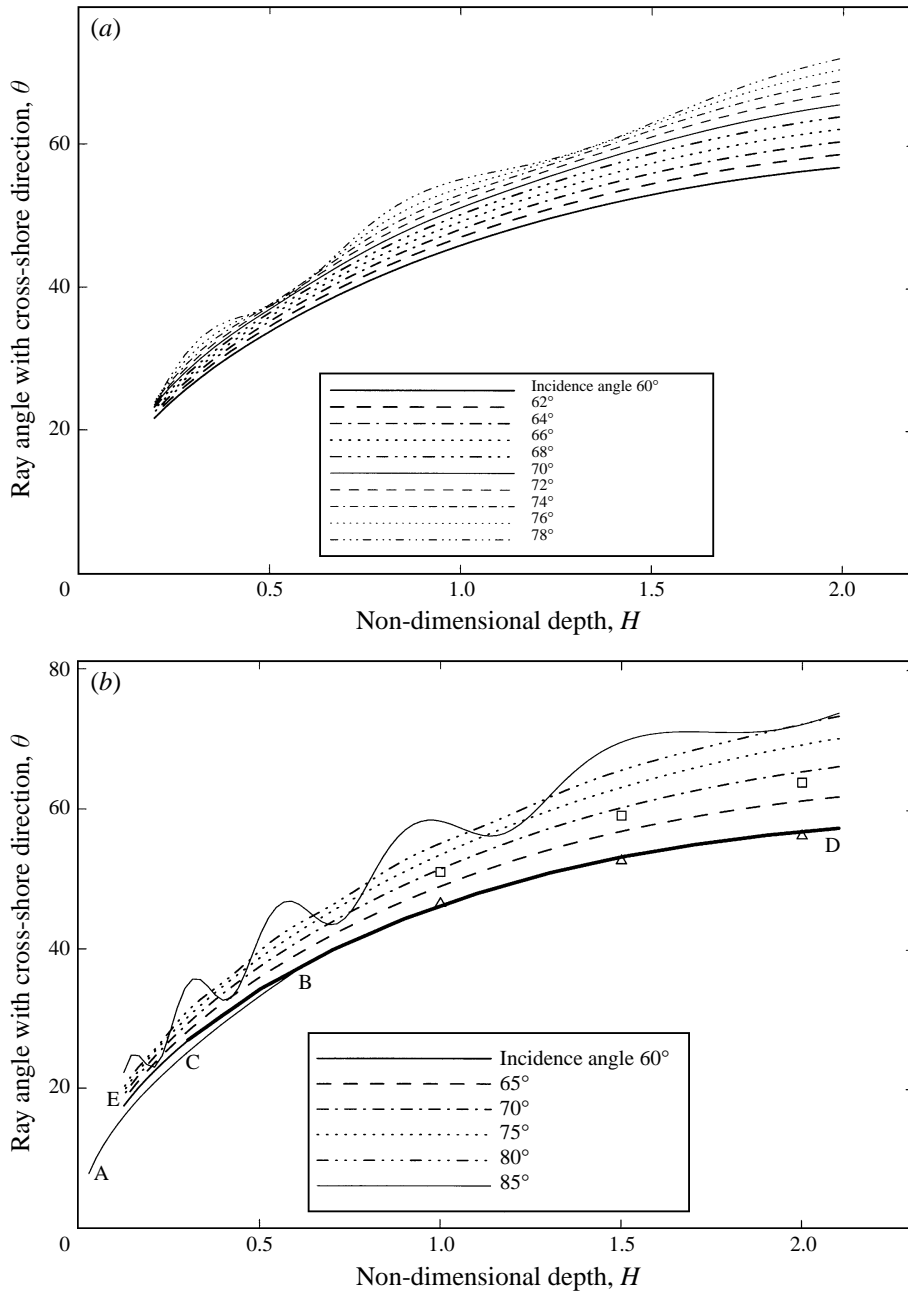 (a)
Ray angle with cross-shore direction, θ
60
40
20
0
0.5
1.0
1.5
2.0
Non-dimensional depth, H
Incidence angle 60°
62°
64°
66°
68°
70°
72°
74°
76°
78°
(b)
Ray angle with cross-shore direction, θ
80
60
40
20
0
0.5
1.0
1.5
2.0
Non-dimensional depth, H
D
B
C
E
A
Incidence angle 60°
65°
70°
75°
80°
85°